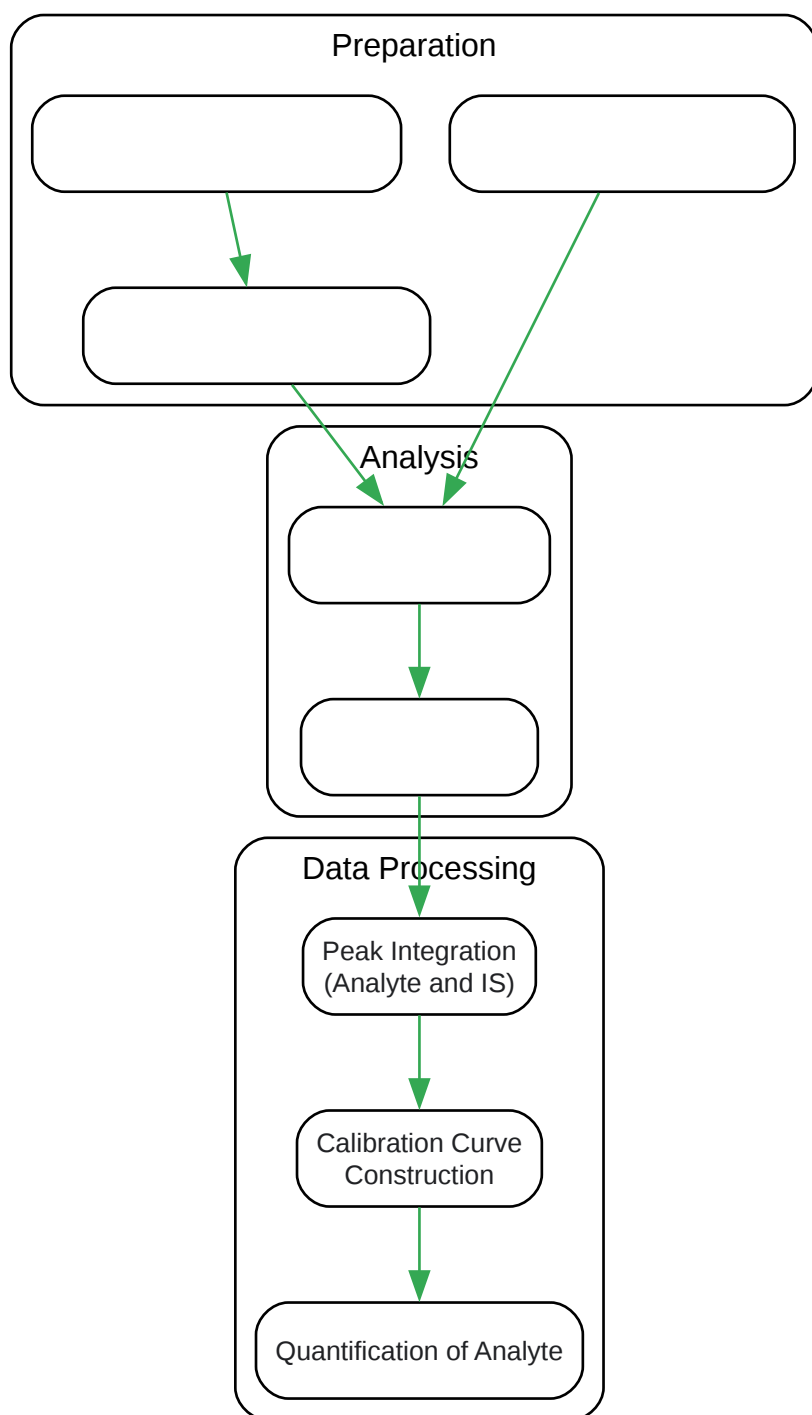 Preparation
Analysis
Data Processing
Peak Integration
(Analyte and IS)
Calibration Curve
Construction
Quantification of Analyte